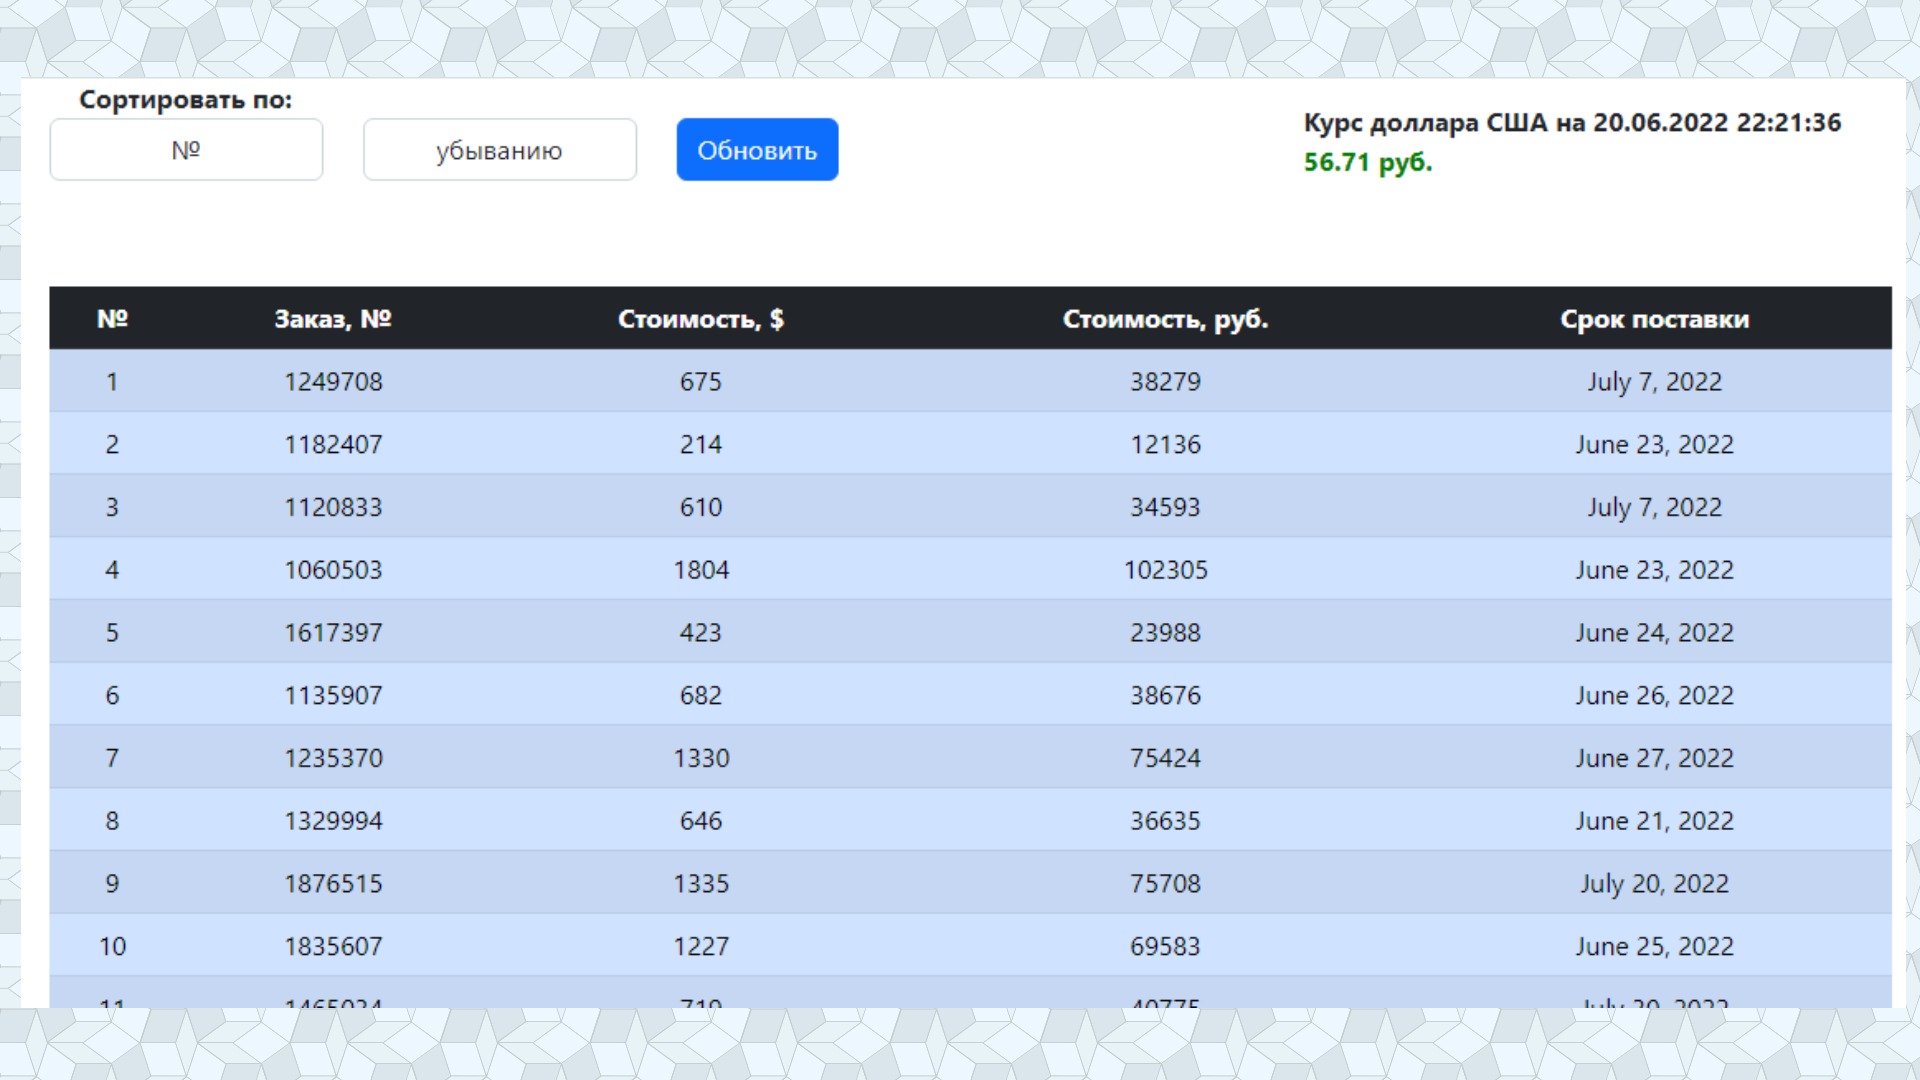 Сортировать по:
№ убыванию Обновить
Курс доллара США на 20.06.2022 22:21:36
56.71 руб.
№ Заказ, № Стоимость, $ Стоимость, руб. Срок поставки
1 1249708 675 38279 July 7, 2022
2 1182407 214 12136 June 23, 2022
3 1120833 610 34593 July 7, 2022
4 1060503 1804 102305 June 23, 2022
5 1617397 423 23988 June 24, 2022
6 1135907 682 38676 June 26, 2022
7 1235370 1330 75424 June 27, 2022
8 1329994 646 36635 June 21, 2022
9 1876515 1335 75708 July 20, 2022
10 1835607 1227 69583 June 25, 2022
11